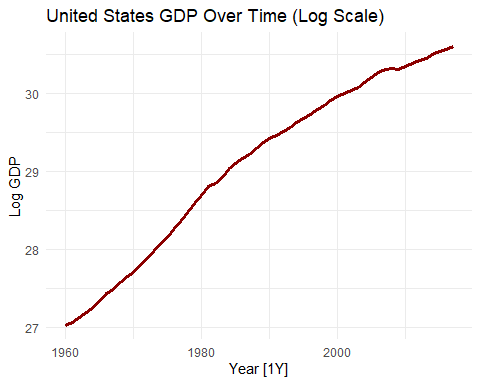 United States GDP Over Time (Log Scale)
Log GDP
30
29
28
27
1960 1980 2000
Year [1Y]